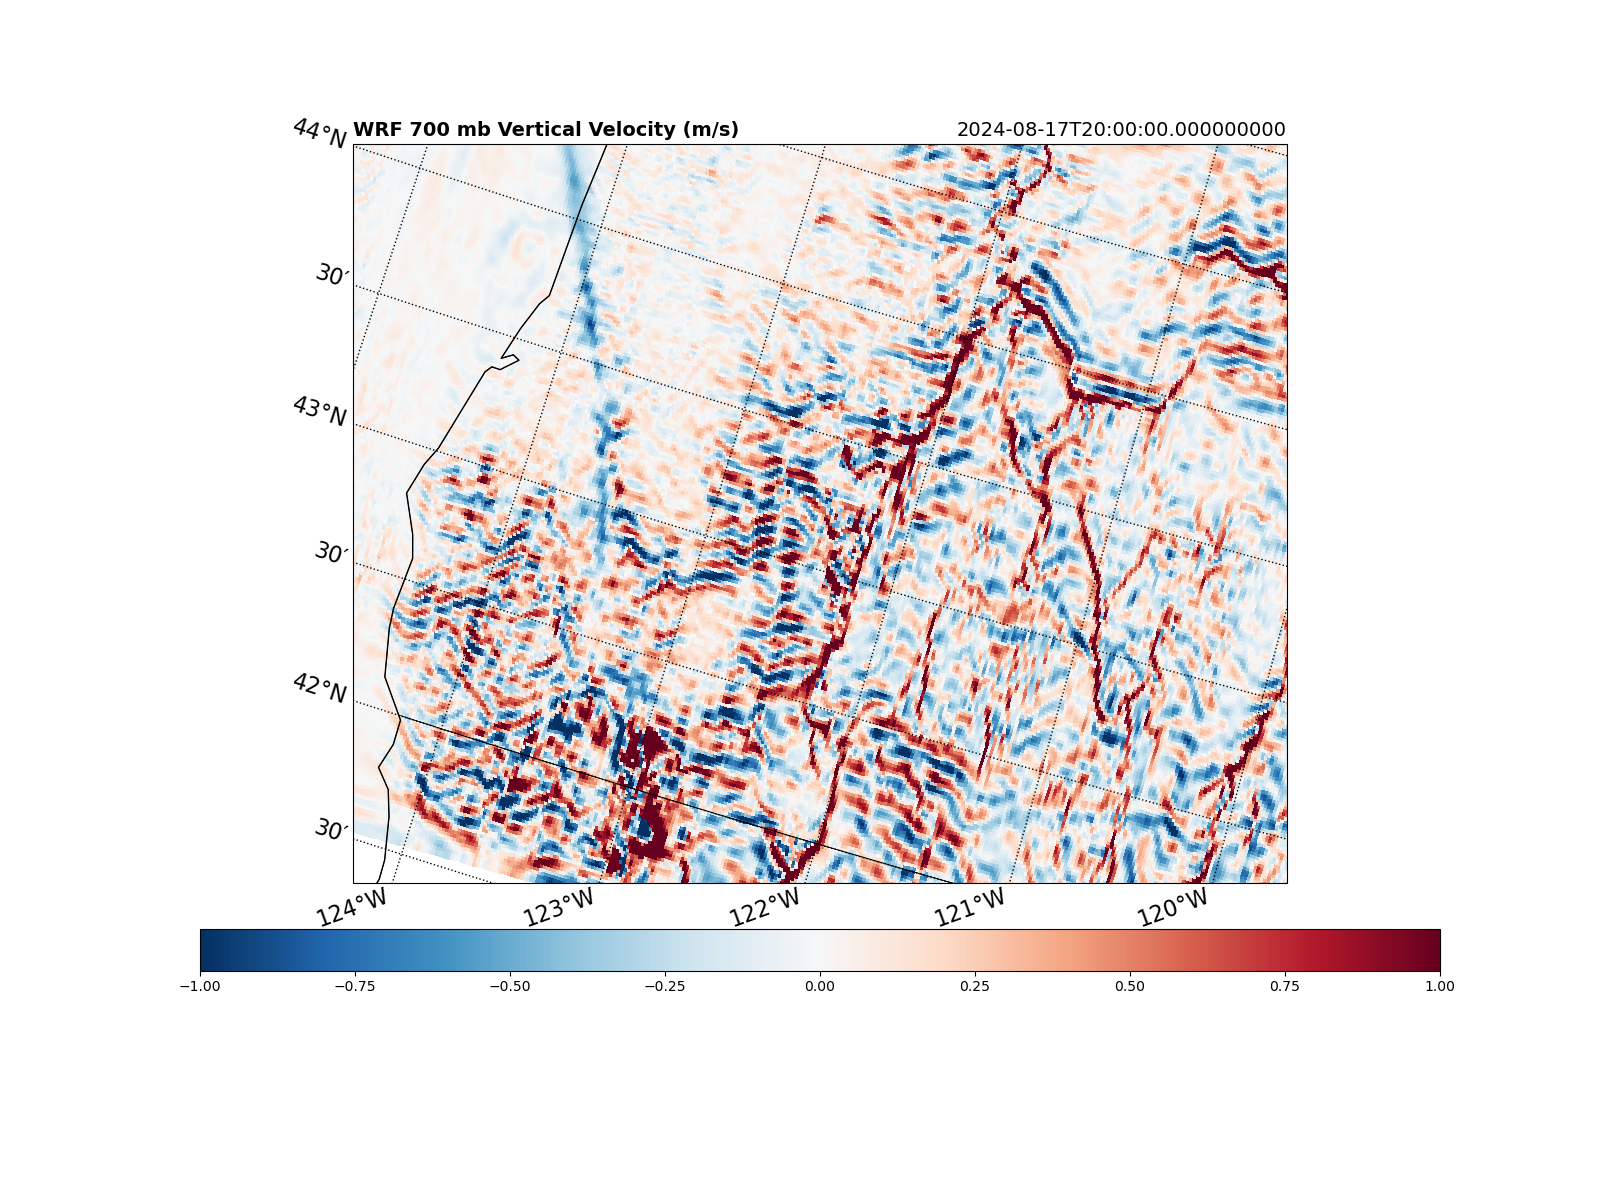 WRF 700 mb Vertical Velocity (m/s) 2024-08-17T20:00:00.000000000
44°N
30′
43°N
30′
42°N
30′
124°W 123°W 122°W 121°W 120°W
−1.00 −0.75 −0.50 −0.25 0.00 0.25 0.50 0.75 1.00